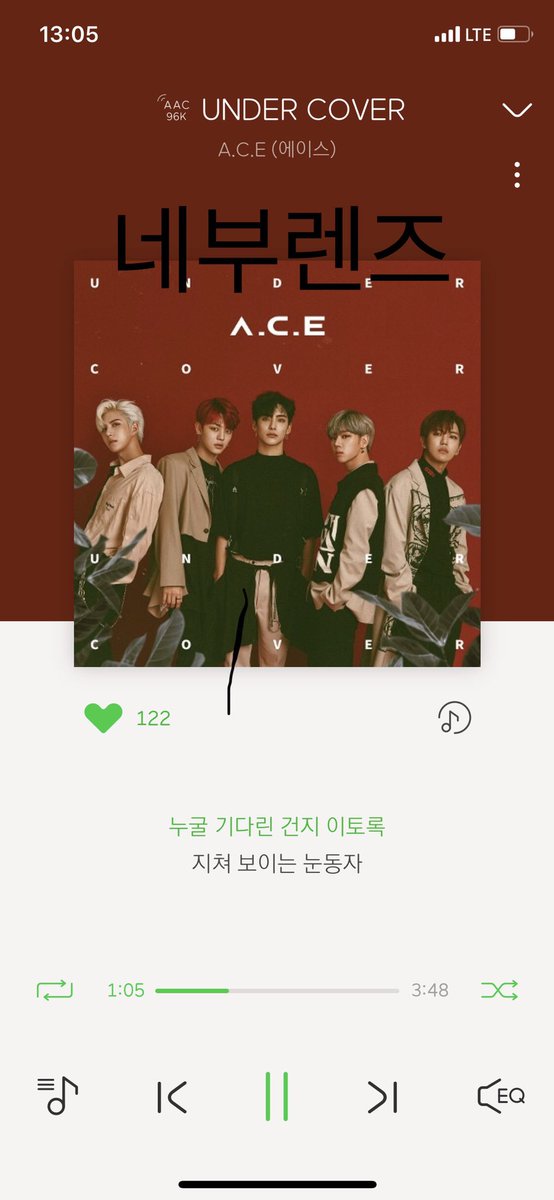 13:05 LTE
AAC 96K UNDER COVER
A.C.E (에이스)
네부렌즈
U N D E R
A.C.E
C O V E R
U N D E R
C O V E R
122
누굴 기다린 건지 이토록
지쳐 보이는 눈동자
1:05 3:48
EQ